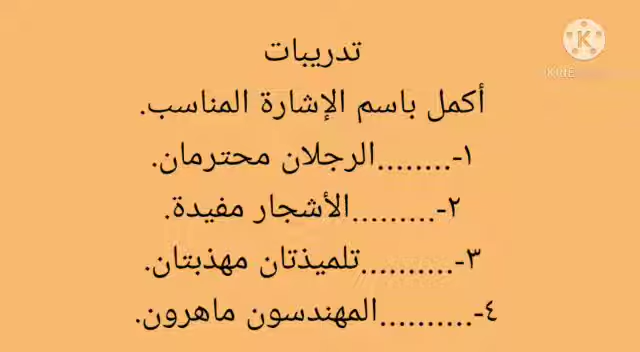 تدريبات
أكمل باسم الإشارة المناسب.
١-........الرجلان محترمان.
٢-.........الأشجار مفيدة.
٣-..........تلميذتان مهذبتان.
٤-..........المهندسون ماهرون.